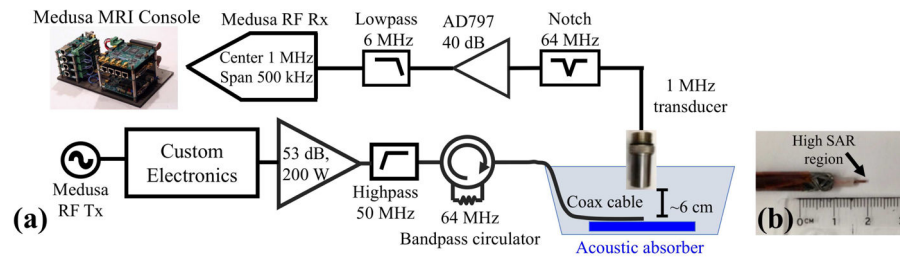 Medusa MRI Console
Medusa RF Rx
Center 1 MHz
Span 500 kHz
Lowpass
6 MHz
AD797
40 dB
Notch
64 MHz
1 MHz
transducer
Medusa
RF Tx
Custom
Electronics
53 dB,
200 W
Highpass
50 MHz
64 MHz
Bandpass circulator
Coax cable
~6 cm
Acoustic absorber
(a)
High SAR
region
0 CM 1 2 3
(b)